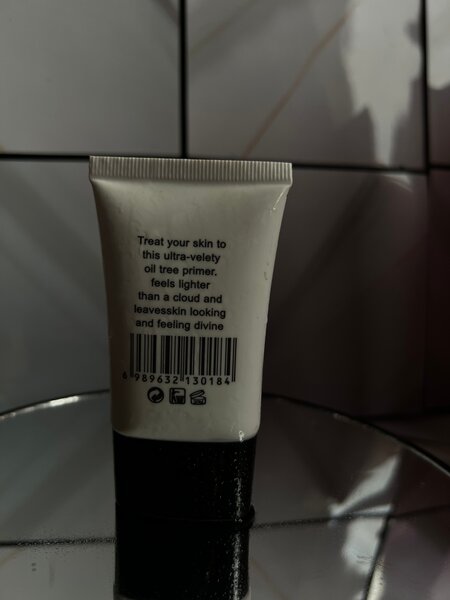 Treat your skin to
this ultra-velety
oil tree primer.
feels lighter
than a cloud and
leavesskin looking
and feeling divine
6 989632 130184